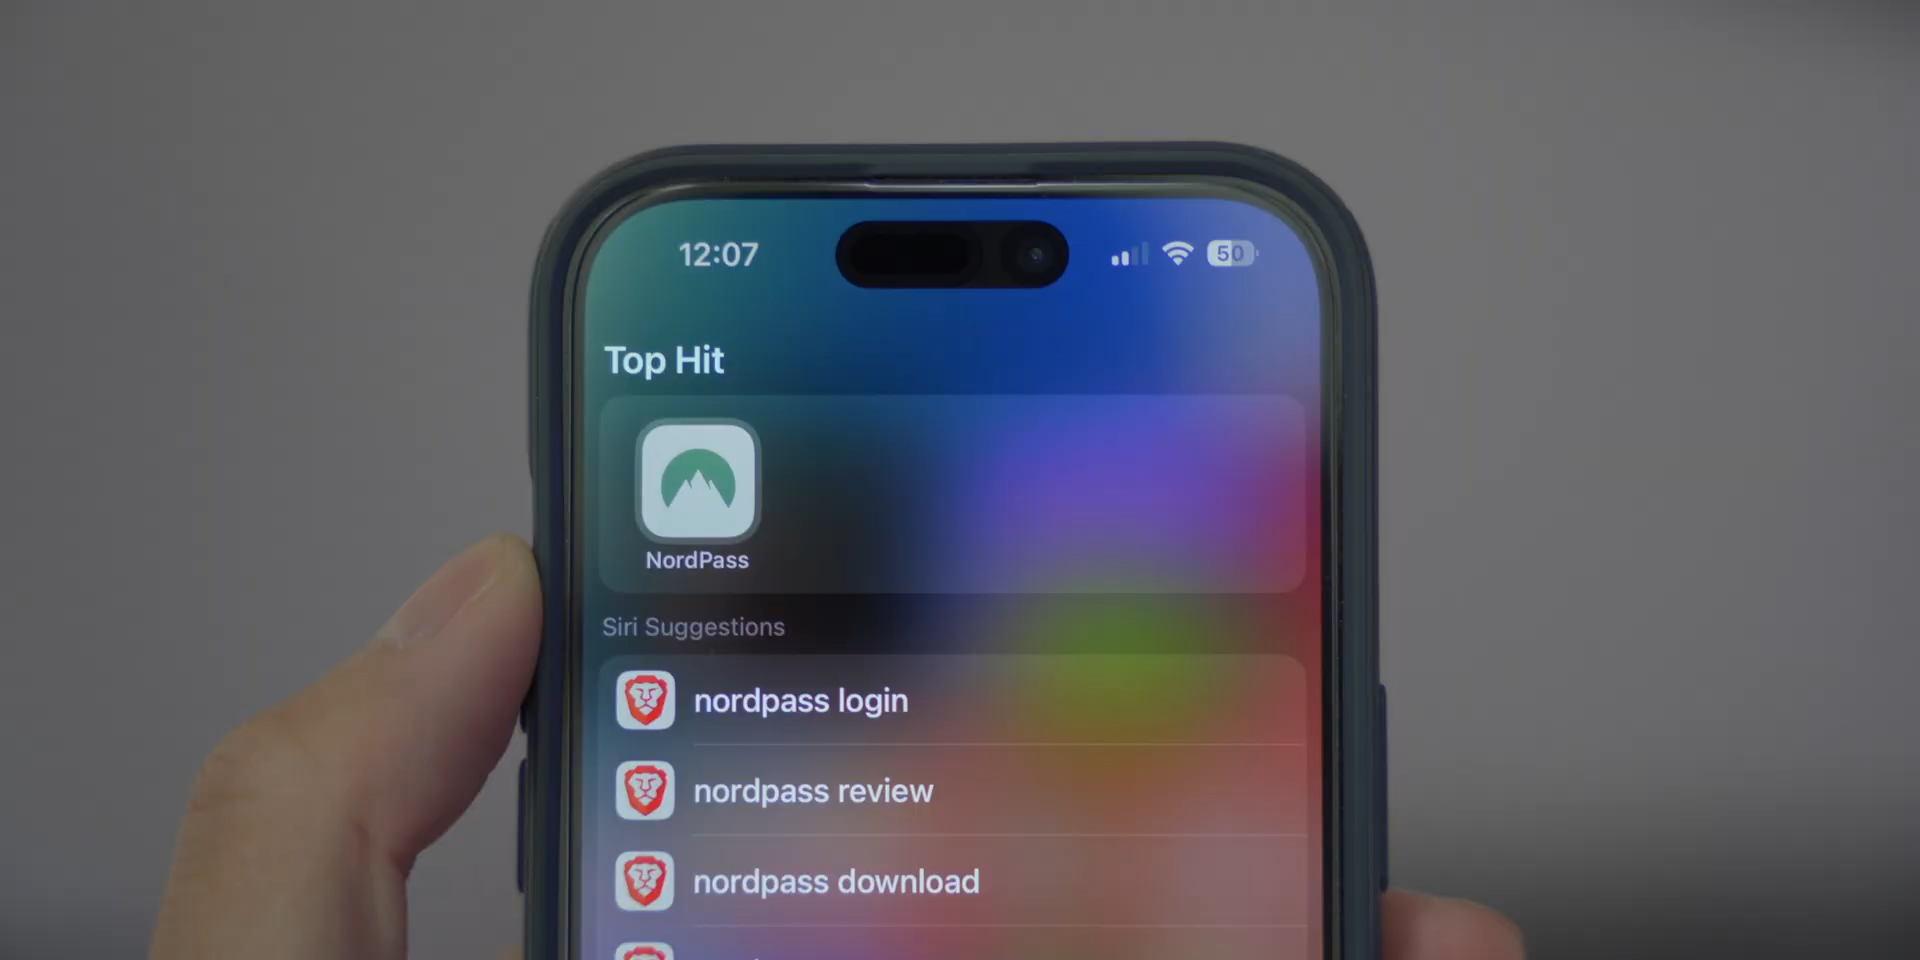 12:07
50
Top Hit
NordPass
Siri Suggestions
nordpass login
nordpass review
nordpass download